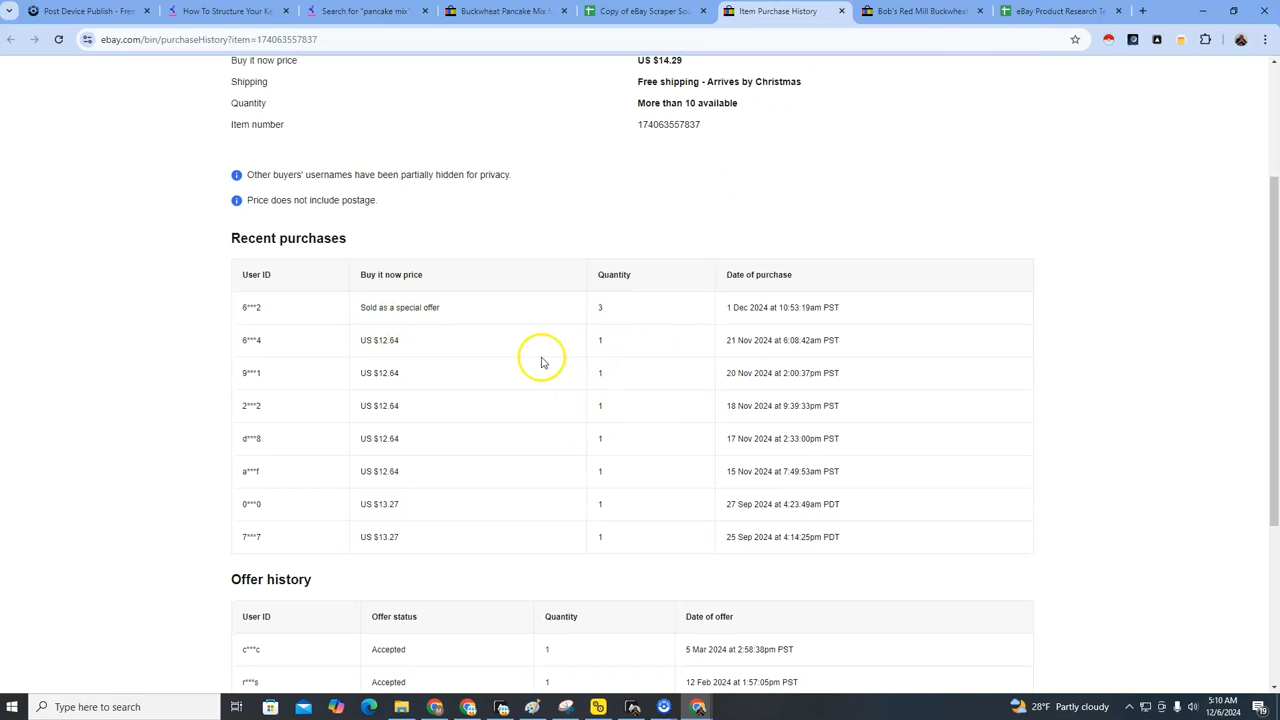 Post Device Publish - Free S
How To Structure Your Ke
Search for "pancake mix"
Buckwheat Pancake Mix f
Copy of eBay Scraper Sou
Item Purchase History
Bob's Red Mill Buckwheat
eBay Product Research To
ebay.com/bin/purchaseHistory?item=174063557837
Buy it now price US $14.29
Shipping Free shipping - Arrives by Christmas
Quantity More than 10 available
Item number 174063557837
Other buyers' usernames have been partially hidden for privacy.
Price does not include postage.
Recent purchases
User ID Buy it now price Quantity Date of purchase
6***2 Sold as a special offer 3 1 Dec 2024 at 10:53:19am PST
6***4 US $12.64 1 21 Nov 2024 at 6:08:42am PST
9***1 US $12.64 1 20 Nov 2024 at 2:00:37pm PST
2***2 US $12.64 1 18 Nov 2024 at 9:39:33pm PST
d***8 US $12.64 1 17 Nov 2024 at 2:33:00pm PST
a***f US $12.64 1 15 Nov 2024 at 7:49:53am PST
0***0 US $13.27 1 27 Sep 2024 at 4:23:49am PDT
7***7 US $13.27 1 25 Sep 2024 at 4:14:25pm PDT
Offer history
User ID Offer status Quantity Date of offer
c***c Accepted 1 5 Mar 2024 at 2:58:38pm PST
r***s Accepted 1 12 Feb 2024 at 1:57:05pm PST
Type here to search
28°F Partly cloudy
5:10 AM
12/6/2024